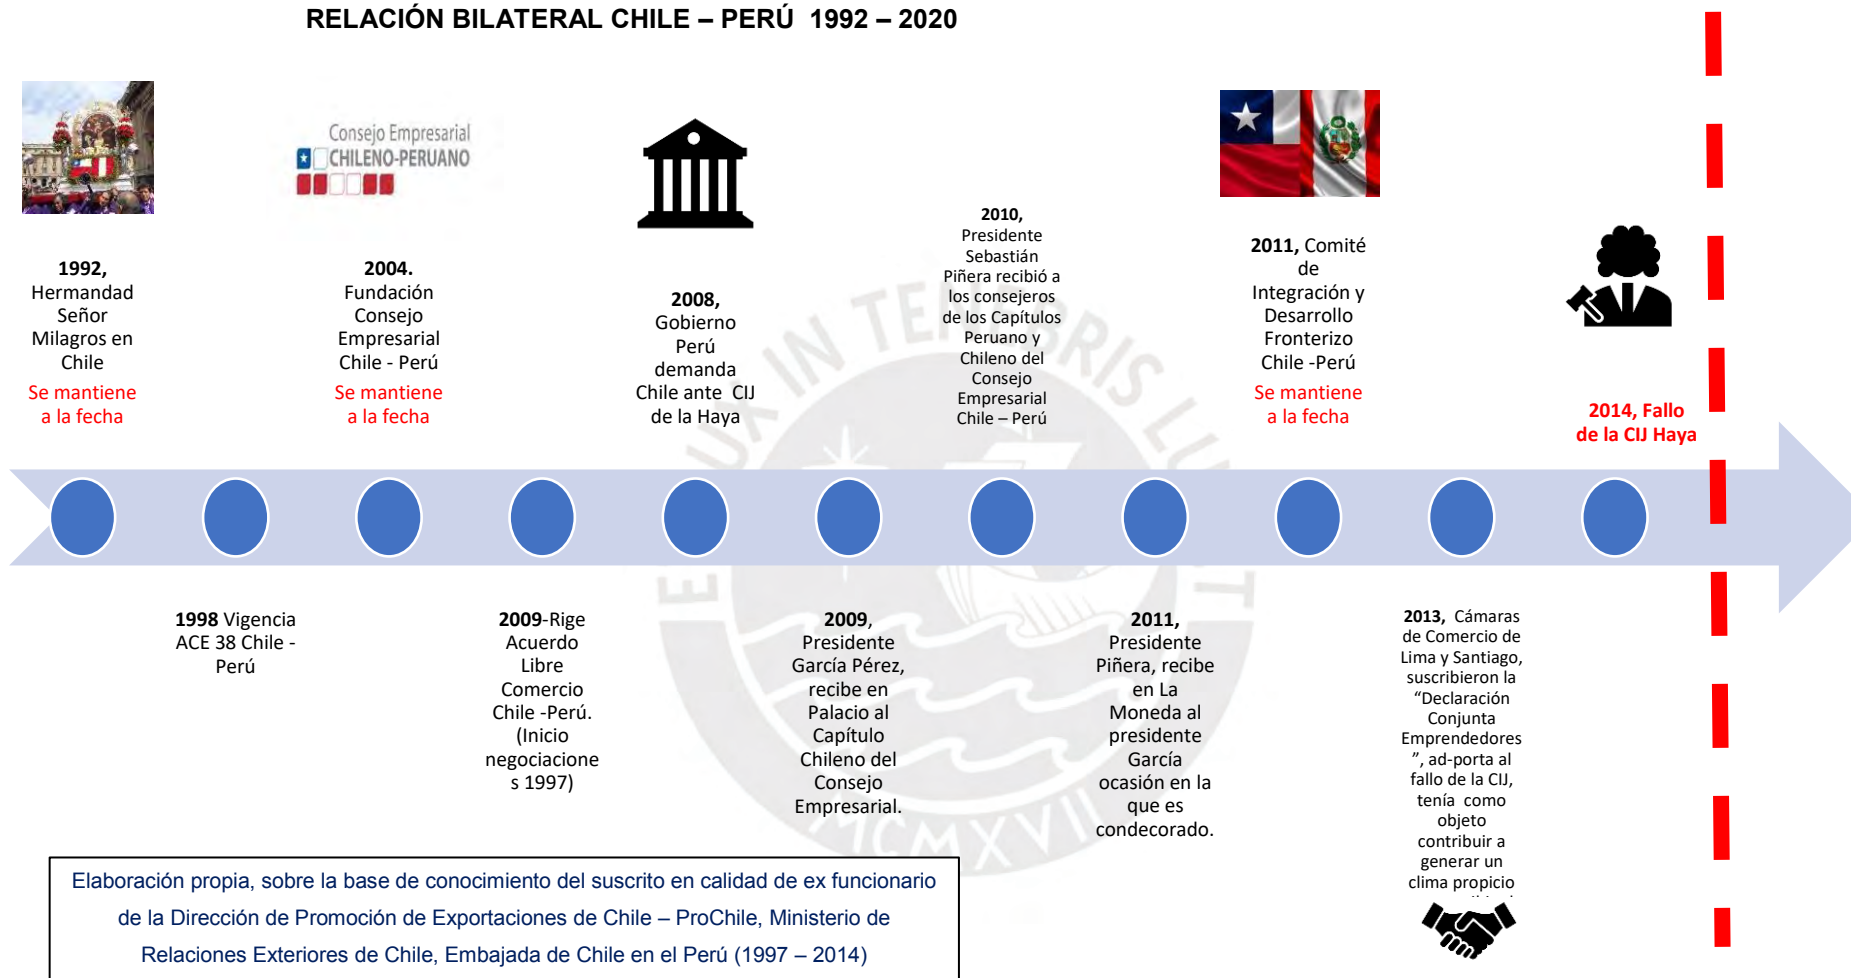 RELACIÓN BILATERAL CHILE – PERÚ 1992 – 2020
Consejo Empresarial
CHILENO-PERUANO
1992,
Hermandad
Señor
Milagros en
Chile
Se mantiene
a la fecha
2004.
Fundación
Consejo
Empresarial
Chile - Perú
Se mantiene
a la fecha
2008,
Gobierno
Perú
demanda
Chile ante CIJ
de la Haya
2010,
Presidente
Sebastián
Piñera recibió a
los consejeros
de los Capítulos
Peruano y
Chileno del
Consejo
Empresarial
Chile – Perú
2011, Comité
de
Integración y
Desarrollo
Fronterizo
Chile -Perú
Se mantiene
a la fecha
2014, Fallo
de la CIJ Haya
1998 Vigencia
ACE 38 Chile -
Perú
2009-Rige
Acuerdo
Libre
Comercio
Chile -Perú.
(Inicio
negociacione
s 1997)
2009,
Presidente
García Pérez,
recibe en
Palacio al
Capítulo
Chileno del
Consejo
Empresarial.
2011,
Presidente
Piñera, recibe
en La
Moneda al
presidente
García
ocasión en la
que es
condecorado.
2013, Cámaras
de Comercio de
Lima y Santiago,
suscribieron la
“Declaración
Conjunta
Emprendedores
”, ad-porta al
fallo de la CIJ,
tenía como
objeto
contribuir a
generar un
clima propicio
Elaboración propia, sobre la base de conocimiento del suscrito en calidad de ex funcionario
de la Dirección de Promoción de Exportaciones de Chile – ProChile, Ministerio de
Relaciones Exteriores de Chile, Embajada de Chile en el Perú (1997 – 2014)
ET LUX IN TENEBRIS LUCET
MCMXVII